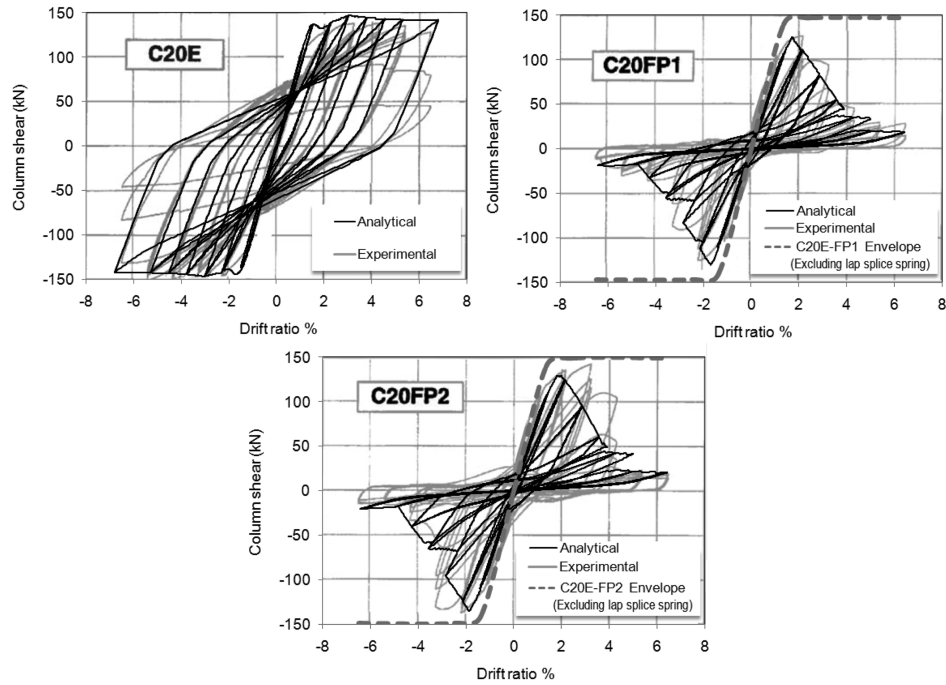 150
100
50
0
-50
-100
-150
Column shear (kN)
C20E
Analytical
Experimental
-8 -6 -4 -2 0 2 4 6 8
Drift ratio %
150
100
50
0
-50
-100
-150
Column shear (kN)
C20FP1
Analytical
Experimental
C20E-FP1 Envelope
(Excluding lap splice spring)
-8 -6 -4 -2 0 2 4 6 8
Drift ratio %
150
100
50
0
-50
-100
-150
Column shear (kN)
C20FP2
Analytical
Experimental
C20E-FP2 Envelope
(Excluding lap splice spring)
-8 -6 -4 -2 0 2 4 6 8
Drift ratio %